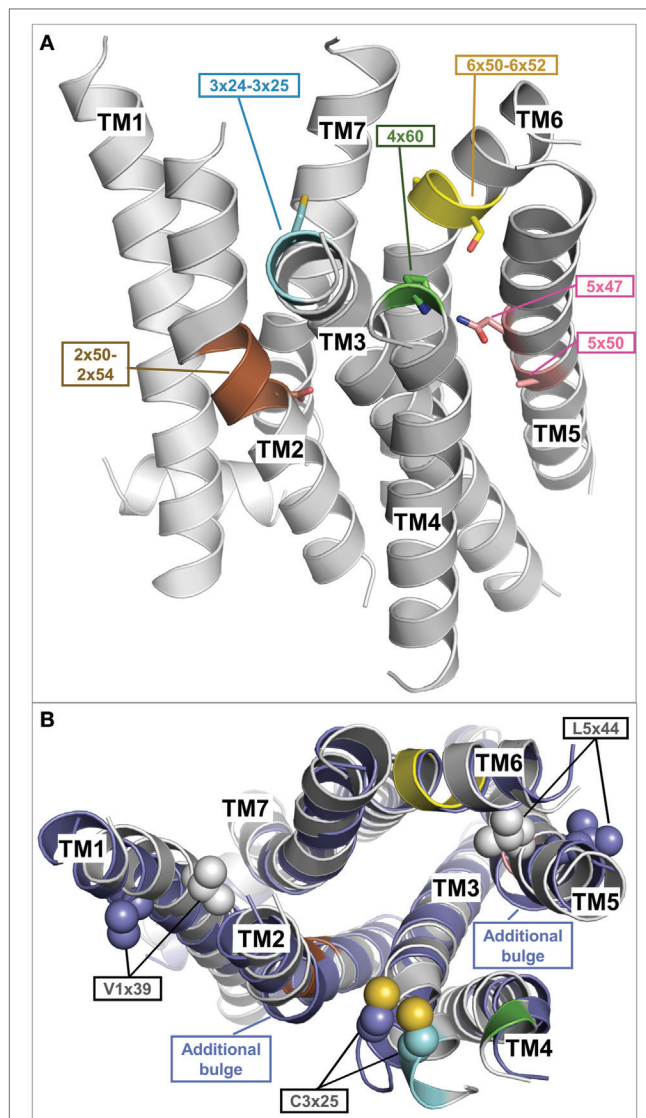 A
6x50-6x52
3x24-3x25
TM1
TM7
TM6
4x60
5x47
TM3
2x50-
2x54
5x50
TM2
TM5
TM4
B
L5x44
TM6
TM7
TM1
TM3
TM2
TM5
Additional
bulge
V1x39
Additional
bulge
TM4
C3x25